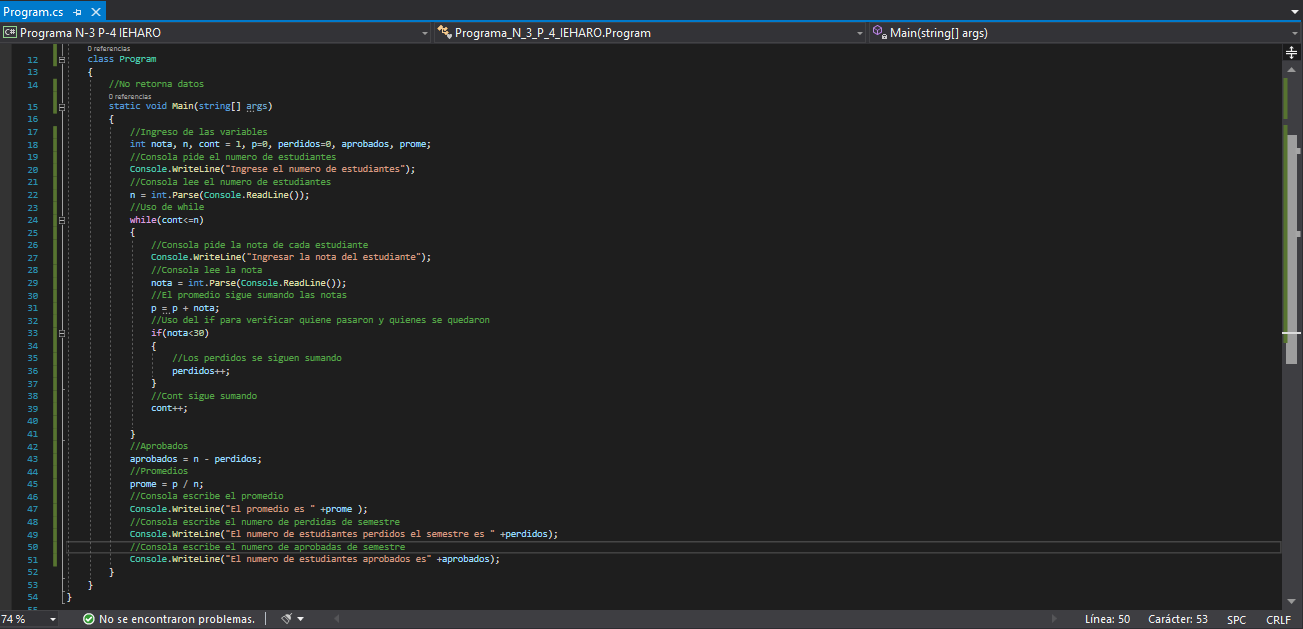 Program.cs
Programa N-3 P-4 IEHARO Programa_N_3_P_4_IEHARO.Program Main(string[] args)
0 referencias
12 class Program
13 {
14 //No retorna datos
0 referencias
15 static void Main(string[] args)
16 {
17 //Ingreso de las variables
18 int nota, n, cont = 1, p=0, perdidos=0, aprobados, prome;
19 //Consola pide el numero de estudiantes
20 Console.WriteLine("Ingrese el numero de estudiantes");
21 //Consola lee el numero de estudiantes
22 n = int.Parse(Console.ReadLine());
23 //Uso de while
24 while(cont<=n)
25 {
26 //Consola pide la nota de cada estudiante
27 Console.WriteLine("Ingresar la nota del estudiante");
28 //Consola lee la nota
29 nota = int.Parse(Console.ReadLine());
30 //El promedio sigue sumando las notas
31 p = p + nota;
32 //Uso del if para verificar quiene pasaron y quienes se quedaron
33 if(nota<30)
34 {
35 //Los perdidos se siguen sumando
36 perdidos++;
37 }
38 //Cont sigue sumando
39 cont++;
40
41 }
42 //Aprobados
43 aprobados = n - perdidos;
44 //Promedios
45 prome = p / n;
46 //Consola escribe el promedio
47 Console.WriteLine("El promedio es " +prome );
48 //Consola escribe el numero de perdidas de semestre
49 Console.WriteLine("El numero de estudiantes perdidos el semestre es " +perdidos);
50 //Consola escribe el numero de aprobadas de semestre
51 Console.WriteLine("El numero de estudiantes aprobados es" +aprobados);
52 }
53 }
54 }
55
74 % No se encontraron problemas. Línea: 50 Carácter: 53 SPC CRLF